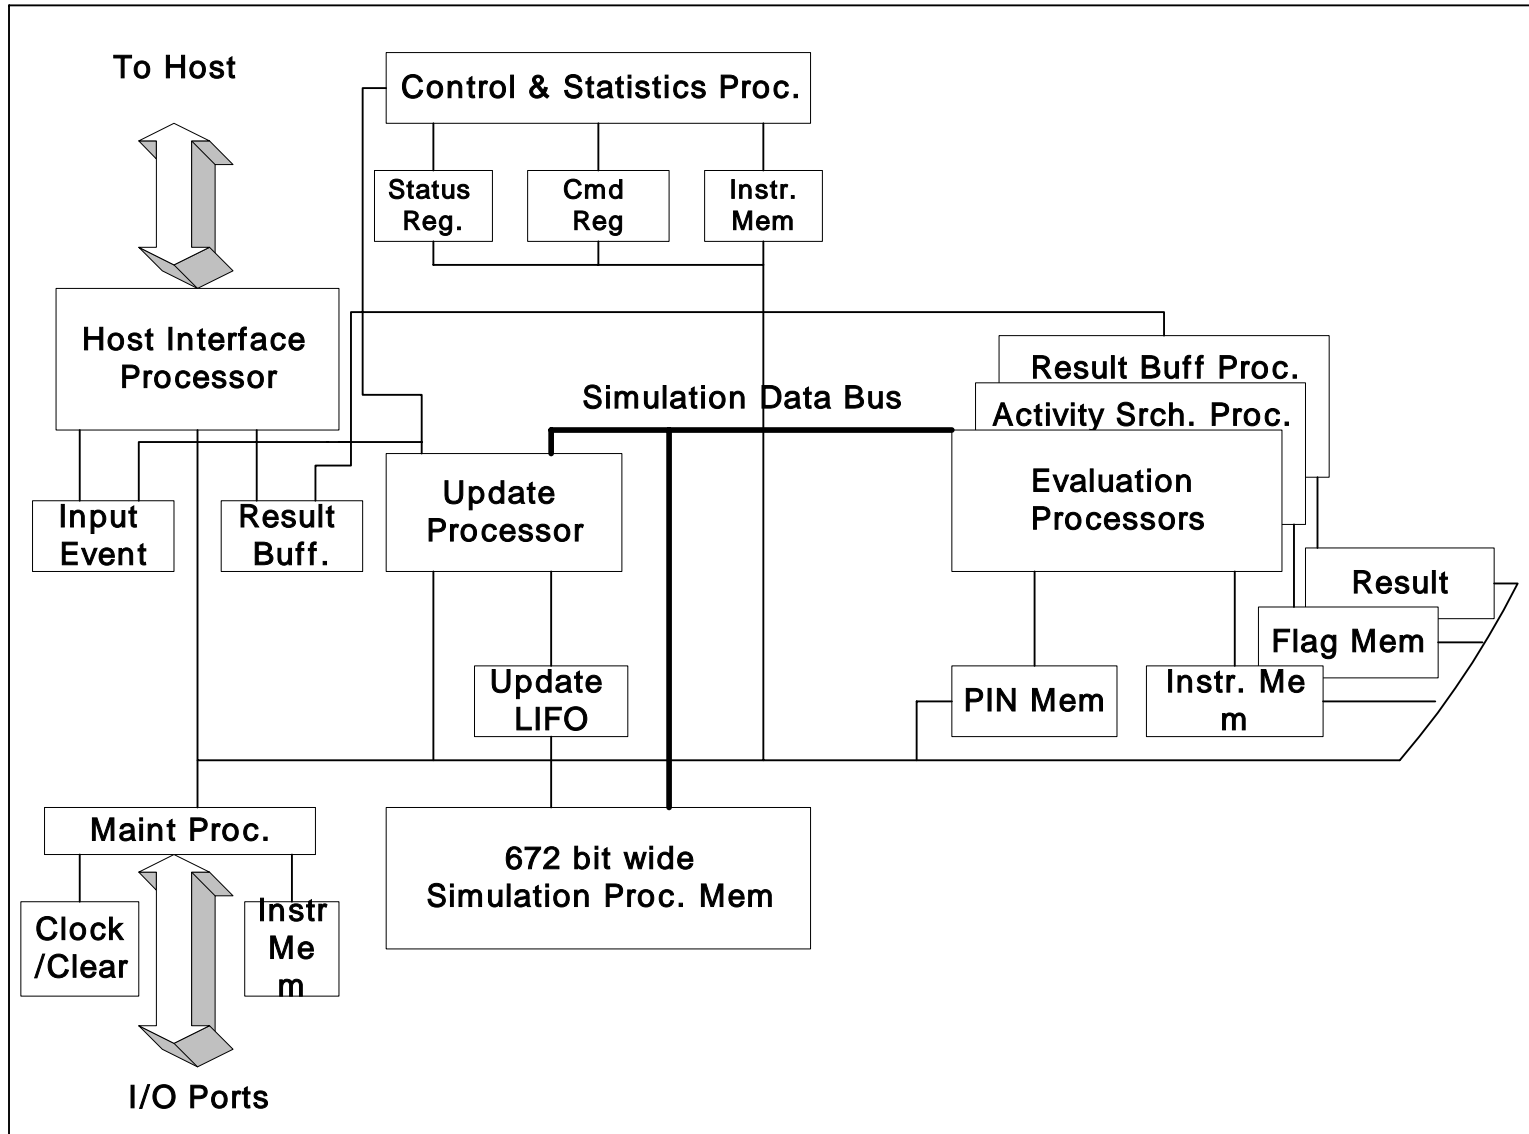 To Host
Control & Statistics Proc.
Status
Reg.
Cmd
Reg
Instr.
Mem
Host Interface
Processor
Result Buff Proc.
Simulation Data Bus
Activity Srch. Proc.
Evaluation
Processors
Input
Event
Result
Buff.
Update
Processor
Result
Flag Mem
Update
LIFO
PIN Mem
Instr. Me
m
Maint Proc.
672 bit wide
Simulation Proc. Mem
Clock
/Clear
Instr
Me
m
I/O Ports